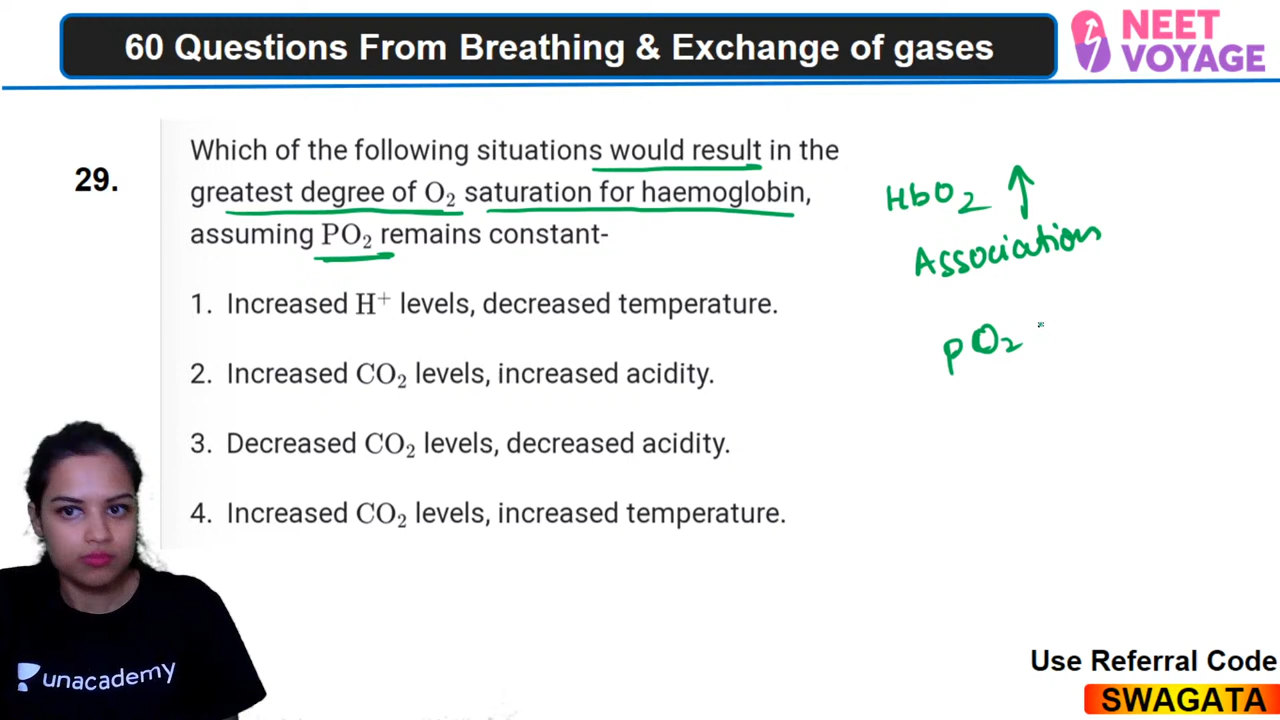 60 Questions From Breathing & Exchange of gases
NEET
VOYAGE
29.
Which of the following situations would result in the
greatest degree of O₂ saturation for haemoglobin,
assuming PO₂ remains constant-
HbO₂ ↑
Association
pO₂
1. Increased H⁺ levels, decreased temperature.
2. Increased CO₂ levels, increased acidity.
3. Decreased CO₂ levels, decreased acidity.
4. Increased CO₂ levels, increased temperature.
unacademy
Use Referral Code
SWAGATA